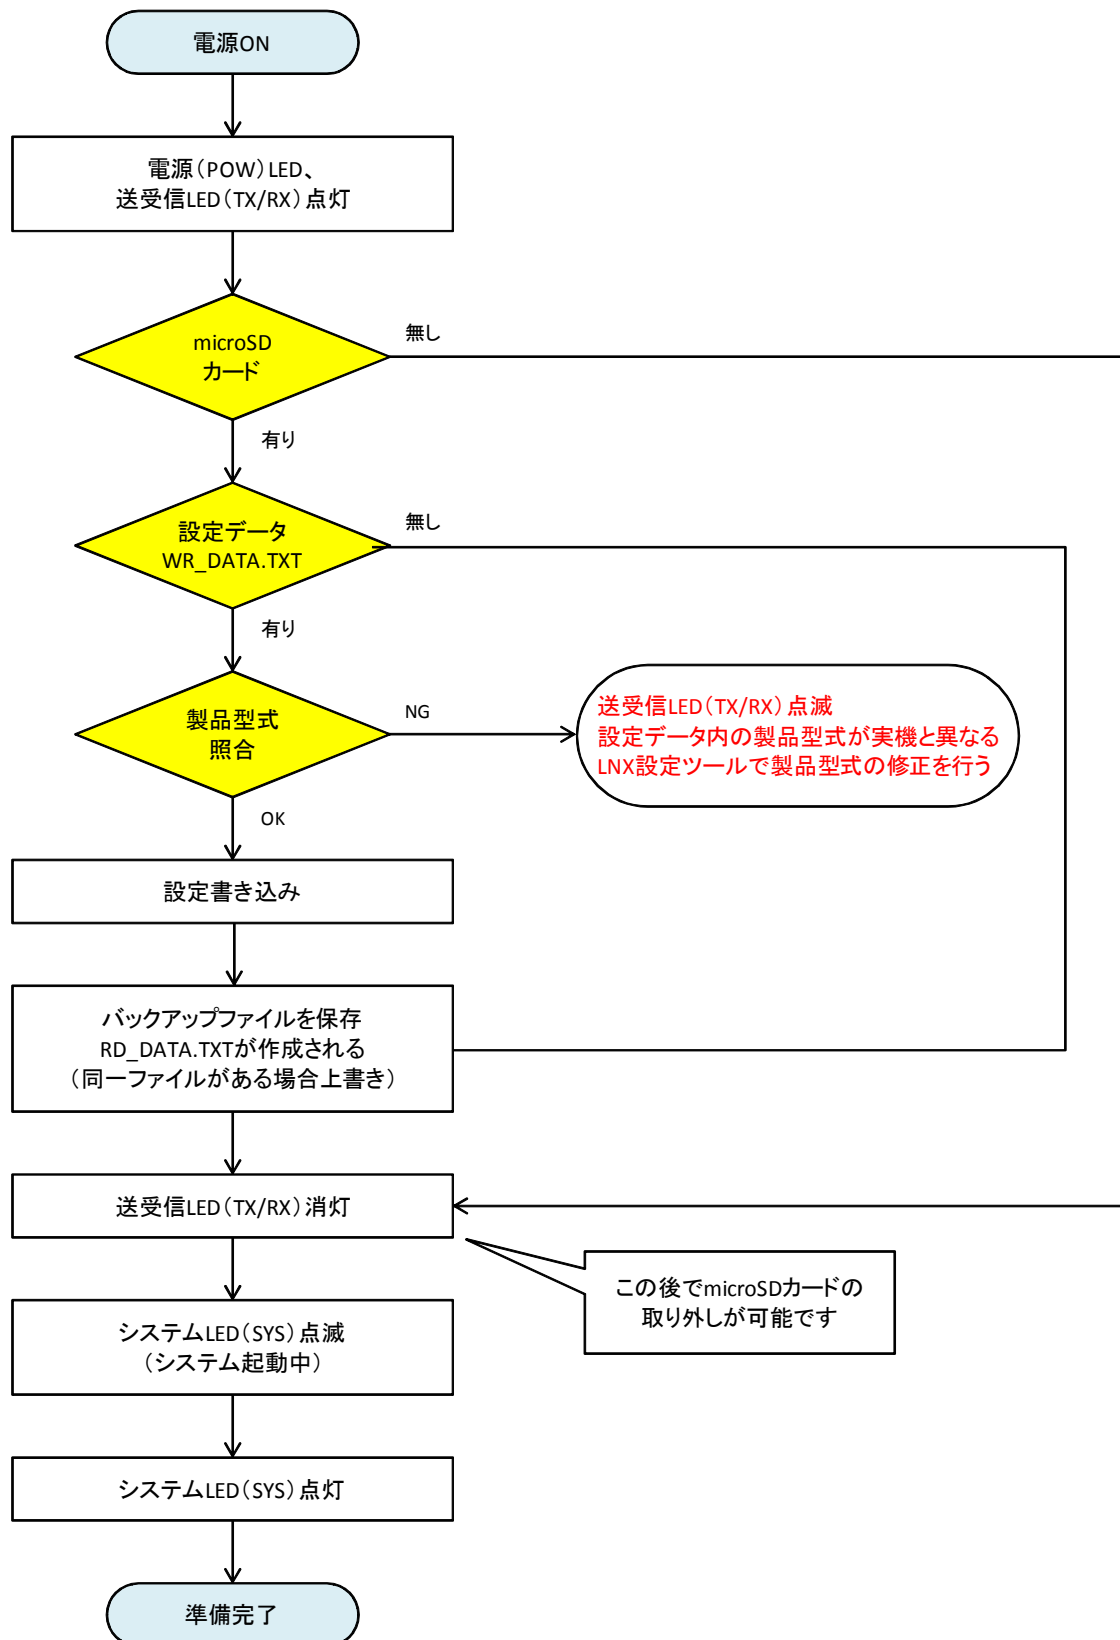 電源ON
電源(POW)LED、
送受信LED(TX/RX)点灯
microSD
カード
無し
有り
設定データ
WR_DATA.TXT
無し
有り
製品型式
照合
NG
送受信LED(TX/RX)点滅
設定データ内の製品型式が実機と異なる
LNX設定ツールで製品型式の修正を行う
OK
設定書き込み
バックアップファイルを保存
RD_DATA.TXTが作成される
(同一ファイルがある場合上書き)
送受信LED(TX/RX)消灯
この後でmicroSDカードの
取り外しが可能です
システムLED(SYS)点滅
(システム起動中)
システムLED(SYS)点灯
準備完了